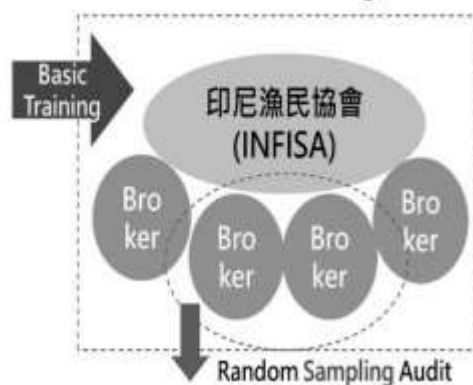 Basic
Training
印尼漁民協會
(INFISA)
Bro
ker
Bro
ker
Bro
ker
Bro
ker
Random Sampling Audit